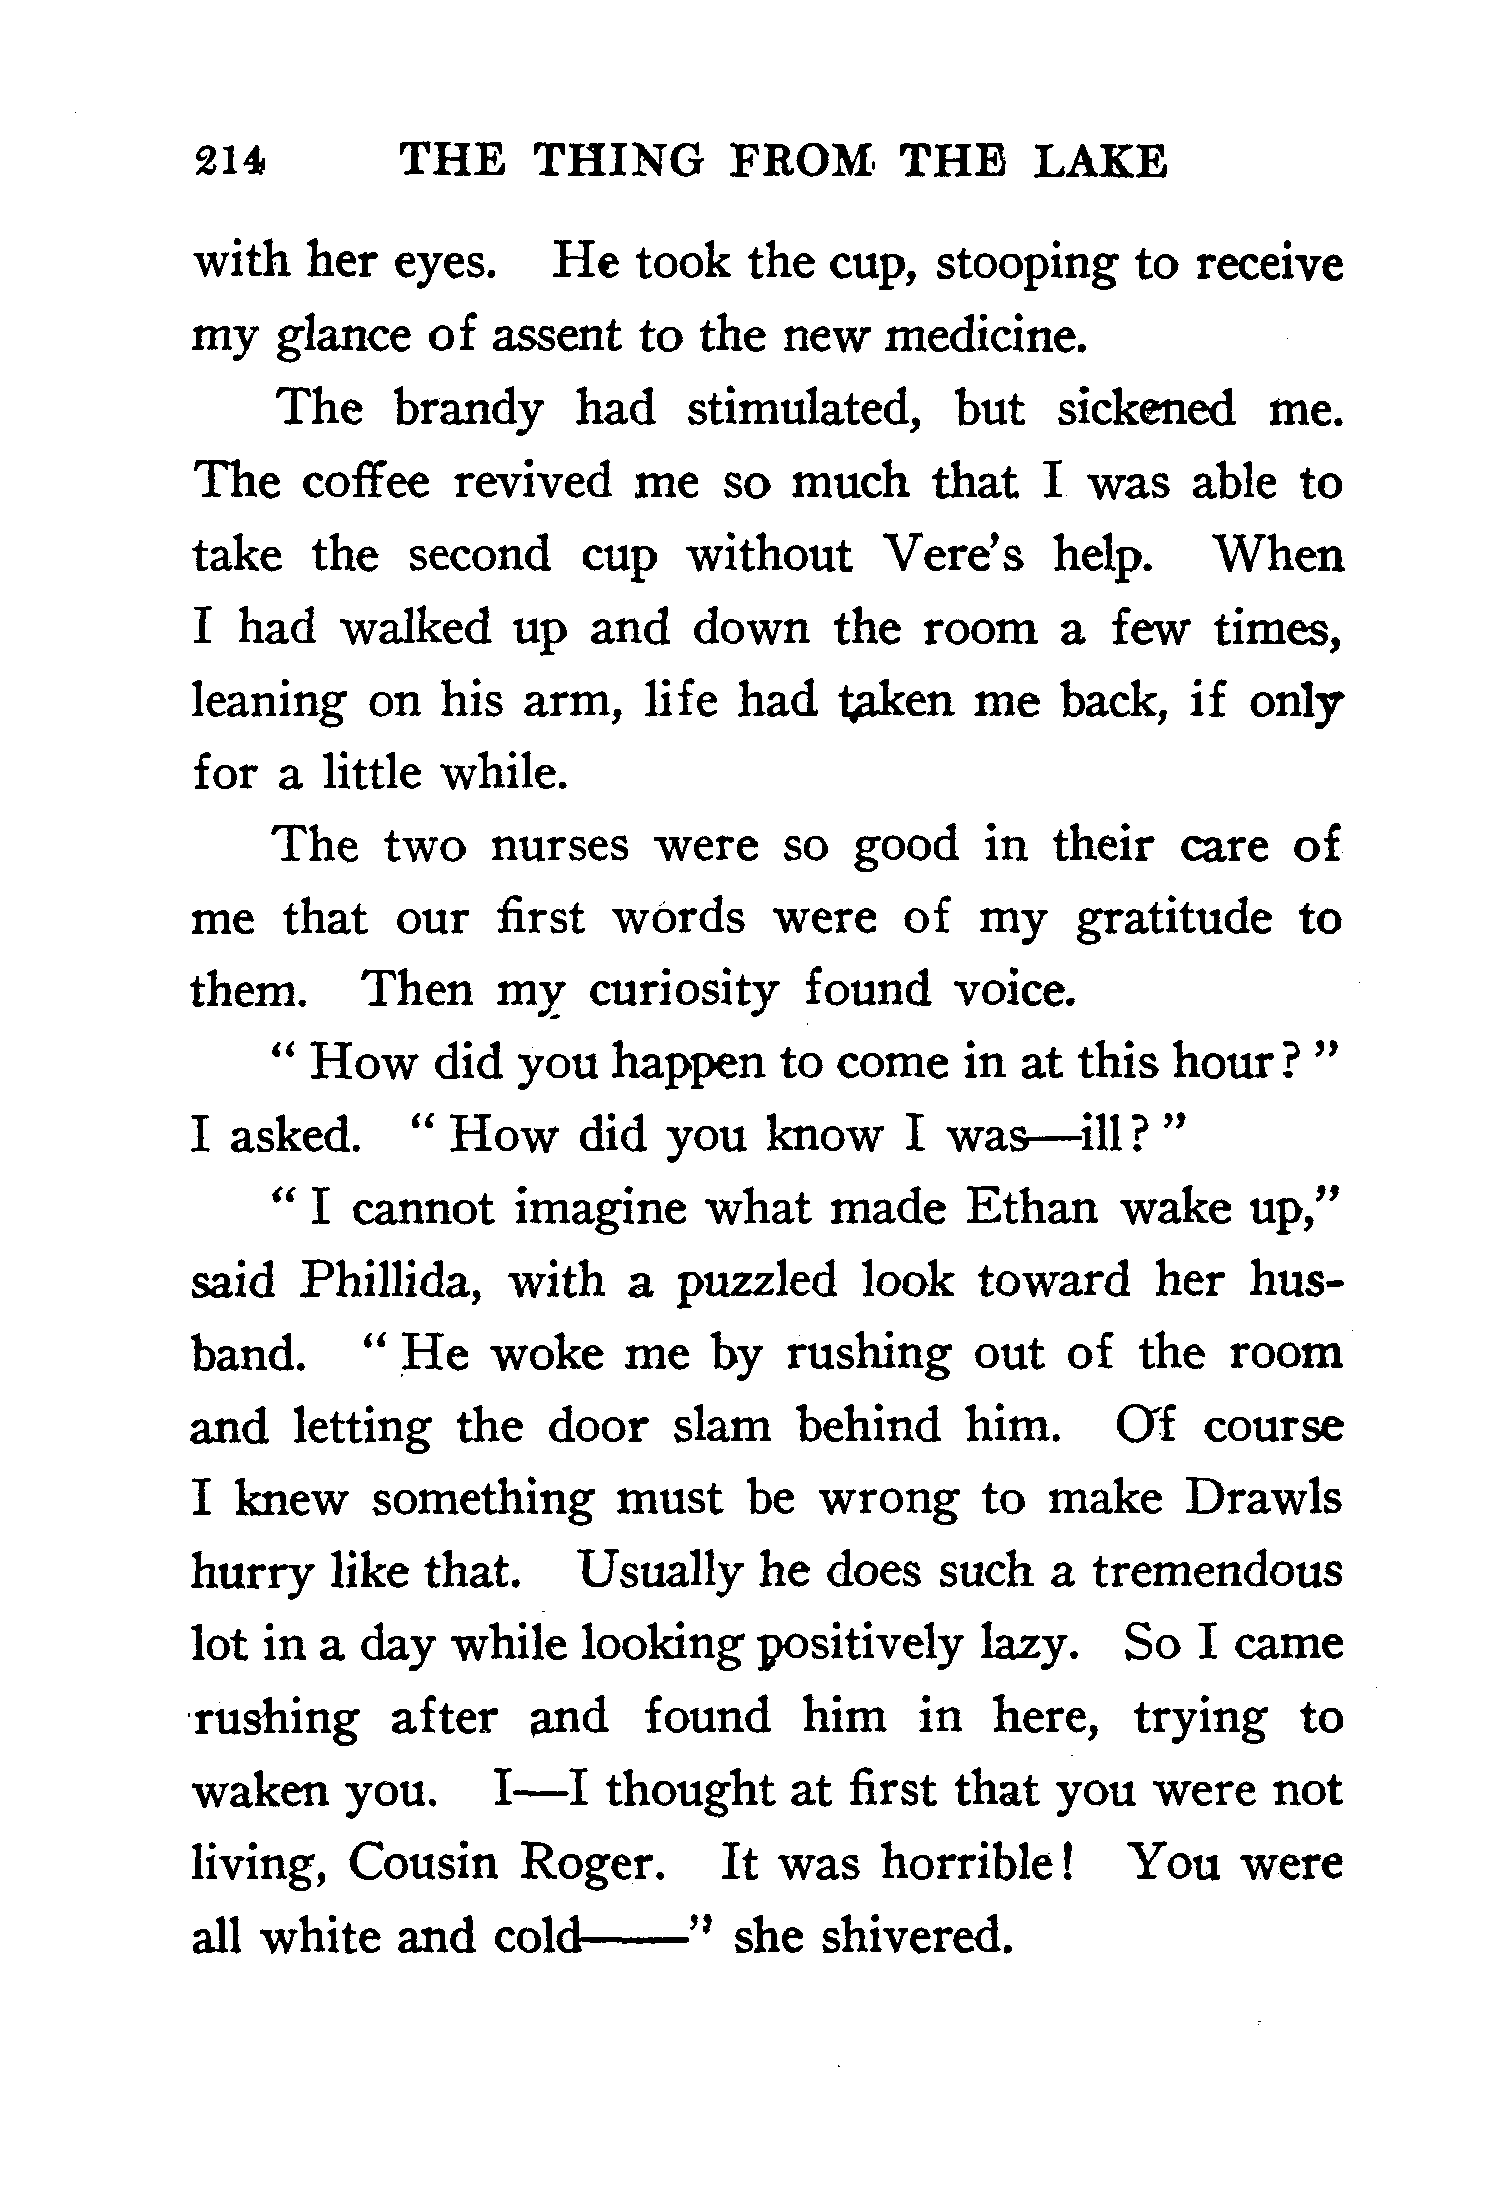 214 THE THING FROM THE LAKE
with her eyes. He took the cup, stooping to receive
my glance of assent to the new medicine.
The brandy had stimulated, but sickened me.
The coffee revived me so much that I was able to
take the second cup without Vere's help. When
I had walked up and down the room a few times,
leaning on his arm, life had taken me back, if only
for a little while.
The two nurses were so good in their care of
me that our first words were of my gratitude to
them. Then my curiosity found voice.
" How did you happen to come in at this hour? "
I asked. " How did you know I was—ill? "
" I cannot imagine what made Ethan wake up,"
said Phillida, with a puzzled look toward her hus-
band. " He woke me by rushing out of the room
and letting the door slam behind him. Of course
I knew something must be wrong to make Drawls
hurry like that. Usually he does such a tremendous
lot in a day while looking positively lazy. So I came
rushing after and found him in here, trying to
waken you. I—I thought at first that you were not
living, Cousin Roger. It was horrible! You were
all white and cold——" she shivered.